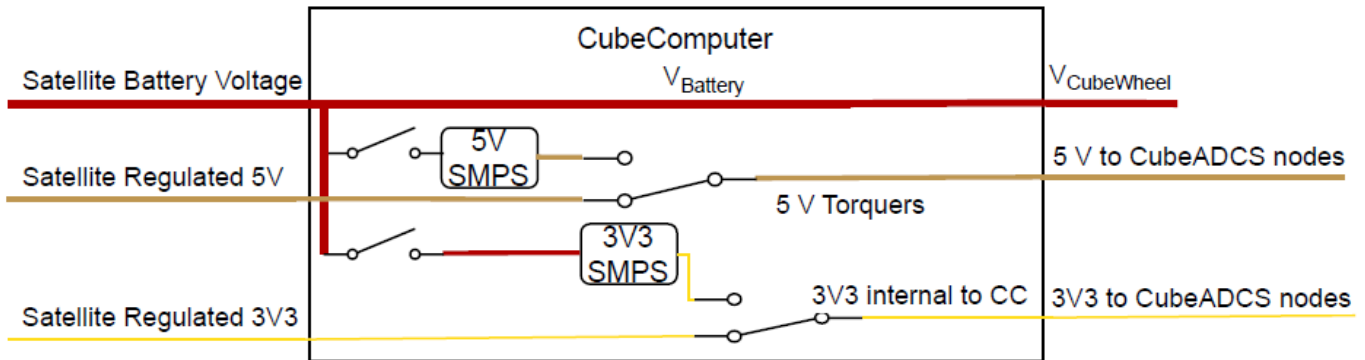 CubeComputer
Satellite Battery Voltage
VBattery
VCubeWheel
5V
SMPS
5 V to CubeADCS nodes
Satellite Regulated 5V
5 V Torquers
3V3
SMPS
3V3 internal to CC
3V3 to CubeADCS nodes
Satellite Regulated 3V3